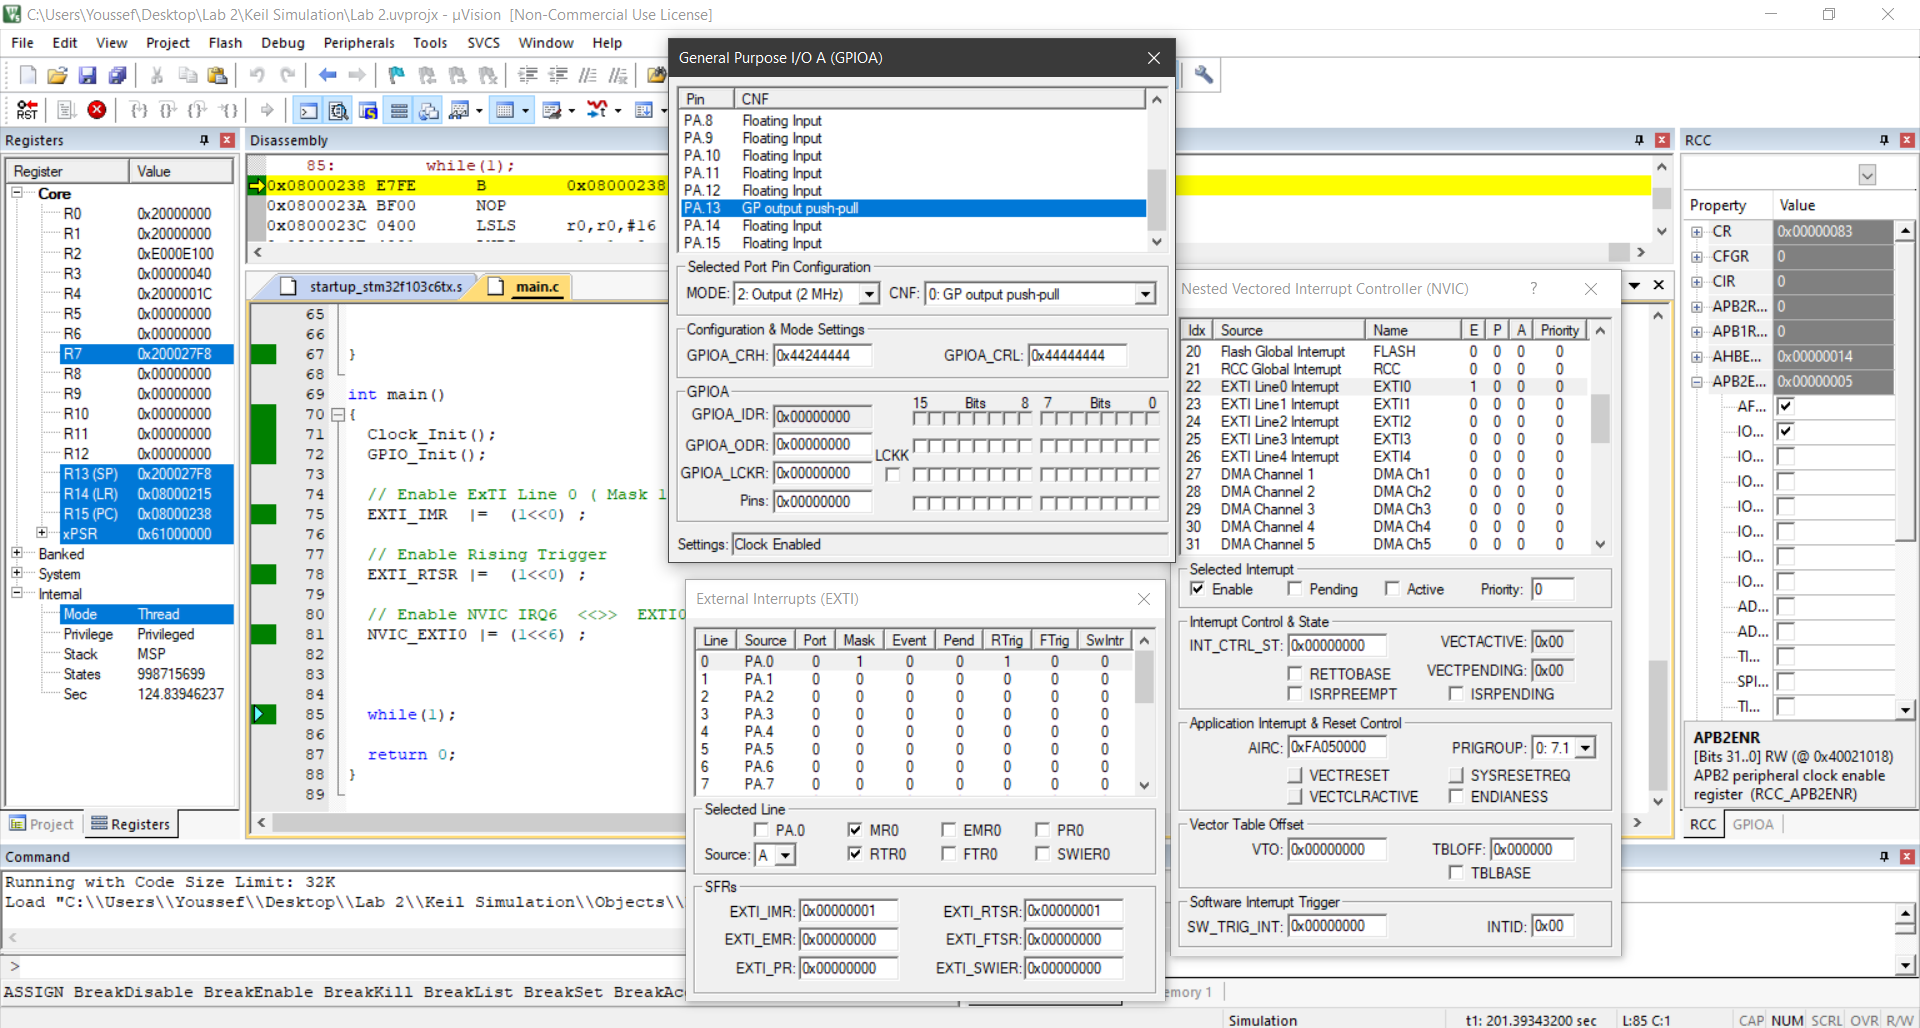 C:\Users\Youssef\Desktop\Lab 2\Keil Simulation\Lab 2.uvprojx - µVision [Non-Commercial Use License]
File Edit View Project Flash Debug Peripherals Tools SVCS Window Help
RST
Registers
Register Value
Core
R0 0x20000000
R1 0x20000000
R2 0xE000E100
R3 0x00000040
R4 0x2000001C
R5 0x00000000
R6 0x00000000
R7 0x200027F8
R8 0x00000000
R9 0x00000000
R10 0x00000000
R11 0x00000000
R12 0x00000000
R13 (SP) 0x200027F8
R14 (LR) 0x08000215
R15 (PC) 0x08000238
xPSR 0x61000000
Banked
System
Internal
Mode Thread
Privilege Privileged
Stack MSP
States 998715699
Sec 124.83946237
Project Registers
Disassembly
85: while(1);
0x08000238 E7FE B 0x08000238
0x0800023A BF00 NOP
0x0800023C 0400 LSLS r0,r0,#16
startup_stm32f103c6tx.s main.c
65
66
67 }
68
69 int main()
70 {
71 Clock_Init();
72 GPIO_Init();
73
74 // Enable ExTI Line 0 ( Mask 1
75 EXTI_IMR |= (1<<0) ;
76
77 // Enable Rising Trigger
78 EXTI_RTSR |= (1<<0) ;
79
80 // Enable NVIC IRQ6 <<>> EXTI0
81 NVIC_EXTI0 |= (1<<6) ;
82
83
84
85 while(1);
86
87 return 0;
88 }
89
General Purpose I/O A (GPIOA)
Pin CNF
PA.8 Floating Input
PA.9 Floating Input
PA.10 Floating Input
PA.11 Floating Input
PA.12 Floating Input
PA.13 GP output push-pull
PA.14 Floating Input
PA.15 Floating Input
Selected Port Pin Configuration
MODE: 2: Output (2 MHz) CNF: 0: GP output push-pull
Configuration & Mode Settings
GPIOA_CRH: 0x44244444 GPIOA_CRL: 0x44444444
GPIOA
15 Bits 8 7 Bits 0
GPIOA_IDR: 0x00000000
GPIOA_ODR: 0x00000000
LCKK
GPIOA_LCKR: 0x00000000
Pins: 0x00000000
Settings: Clock Enabled
External Interrupts (EXTI)
Line Source Port Mask Event Pend RTrig FTrig SwIntr
0 PA.0 0 1 0 0 1 0 0
1 PA.1 0 0 0 0 0 0 0
2 PA.2 0 0 0 0 0 0 0
3 PA.3 0 0 0 0 0 0 0
4 PA.4 0 0 0 0 0 0 0
5 PA.5 0 0 0 0 0 0 0
6 PA.6 0 0 0 0 0 0 0
7 PA.7 0 0 0 0 0 0 0
Selected Line
PA.0 MR0 EMR0 PR0
Source: A RTR0 FTR0 SWIER0
SFRs
EXTI_IMR: 0x00000001 EXTI_RTSR: 0x00000001
EXTI_EMR: 0x00000000 EXTI_FTSR: 0x00000000
EXTI_PR: 0x00000000 EXTI_SWIER: 0x00000000
Nested Vectored Interrupt Controller (NVIC) ?
Idx Source Name E P A Priority
20 Flash Global Interrupt FLASH 0 0 0 0
21 RCC Global Interrupt RCC 0 0 0 0
22 EXTI Line0 Interrupt EXTI0 1 0 0 0
23 EXTI Line1 Interrupt EXTI1 0 0 0 0
24 EXTI Line2 Interrupt EXTI2 0 0 0 0
25 EXTI Line3 Interrupt EXTI3 0 0 0 0
26 EXTI Line4 Interrupt EXTI4 0 0 0 0
27 DMA Channel 1 DMA Ch1 0 0 0 0
28 DMA Channel 2 DMA Ch2 0 0 0 0
29 DMA Channel 3 DMA Ch3 0 0 0 0
30 DMA Channel 4 DMA Ch4 0 0 0 0
31 DMA Channel 5 DMA Ch5 0 0 0 0
Selected Interrupt
Enable Pending Active Priority: 0
Interrupt Control & State
INT_CTRL_ST: 0x00000000 VECTACTIVE: 0x00
RETTOBASE VECTPENDING: 0x00
ISRPREEMPT ISRPENDING
Application Interrupt & Reset Control
AIRC: 0xFA050000 PRIGROUP: 0: 7.1
VECTRESET SYSRESETREQ
VECTCLRACTIVE ENDIANESS
Vector Table Offset
VTO: 0x00000000 TBLOFF: 0x000000
TBLBASE
Software Interrupt Trigger
SW_TRIG_INT: 0x00000000 INTID: 0x00
RCC
Property Value
CR 0x00000083
CFGR 0
CIR 0
APB2R... 0
APB1R... 0
AHBE... 0x00000014
APB2E... 0x00000005
AF...
IO...
IO...
IO...
IO...
IO...
IO...
IO...
AD...
AD...
TI...
SPI...
TI...
APB2ENR
[Bits 31..0] RW (@ 0x40021018)
APB2 peripheral clock enable
register (RCC_APB2ENR)
RCC GPIOA
Command
Running with Code Size Limit: 32K
Load "C:\\Users\\Youssef\\Desktop\\Lab 2\\Keil Simulation\\Objects\\
>
ASSIGN BreakDisable BreakEnable BreakKill BreakList BreakSet BreakAc
emory 1
Simulation t1: 201.39343200 sec L:85 C:1 CAP NUM SCRL OVR R/W